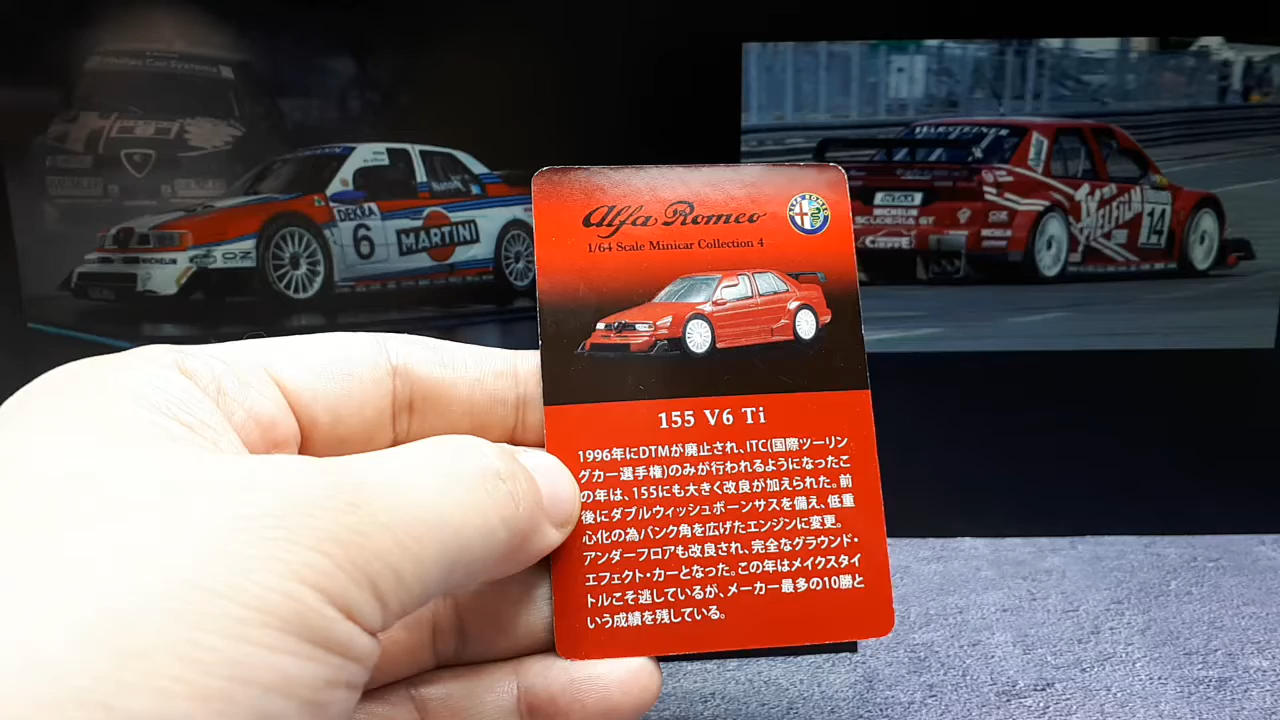 DEKRA
6
MARTINI
MICHELIN
OZ
Nannini
WARSTEINER
MICHELIN
SCUDERIA GT
OZ
14
Alfa Romeo
ALFA ROMEO
1/64 Scale Minicar Collection 4
155 V6 Ti
1996年にDTMが廃止され、ITC(国際ツーリン
グカー選手権)のみが行われるようになったこ
の年は、155にも大きく改良が加えられた。前
後にダブルウィッシュボーンサスを備え、低重
心化の為バンク角を広げたエンジンに変更。
アンダーフロアも改良され、完全なグラウンド・
エフェクト・カーとなった。この年はメイクスタイ
トルこそ逃しているが、メーカー最多の10勝と
いう成績を残している。